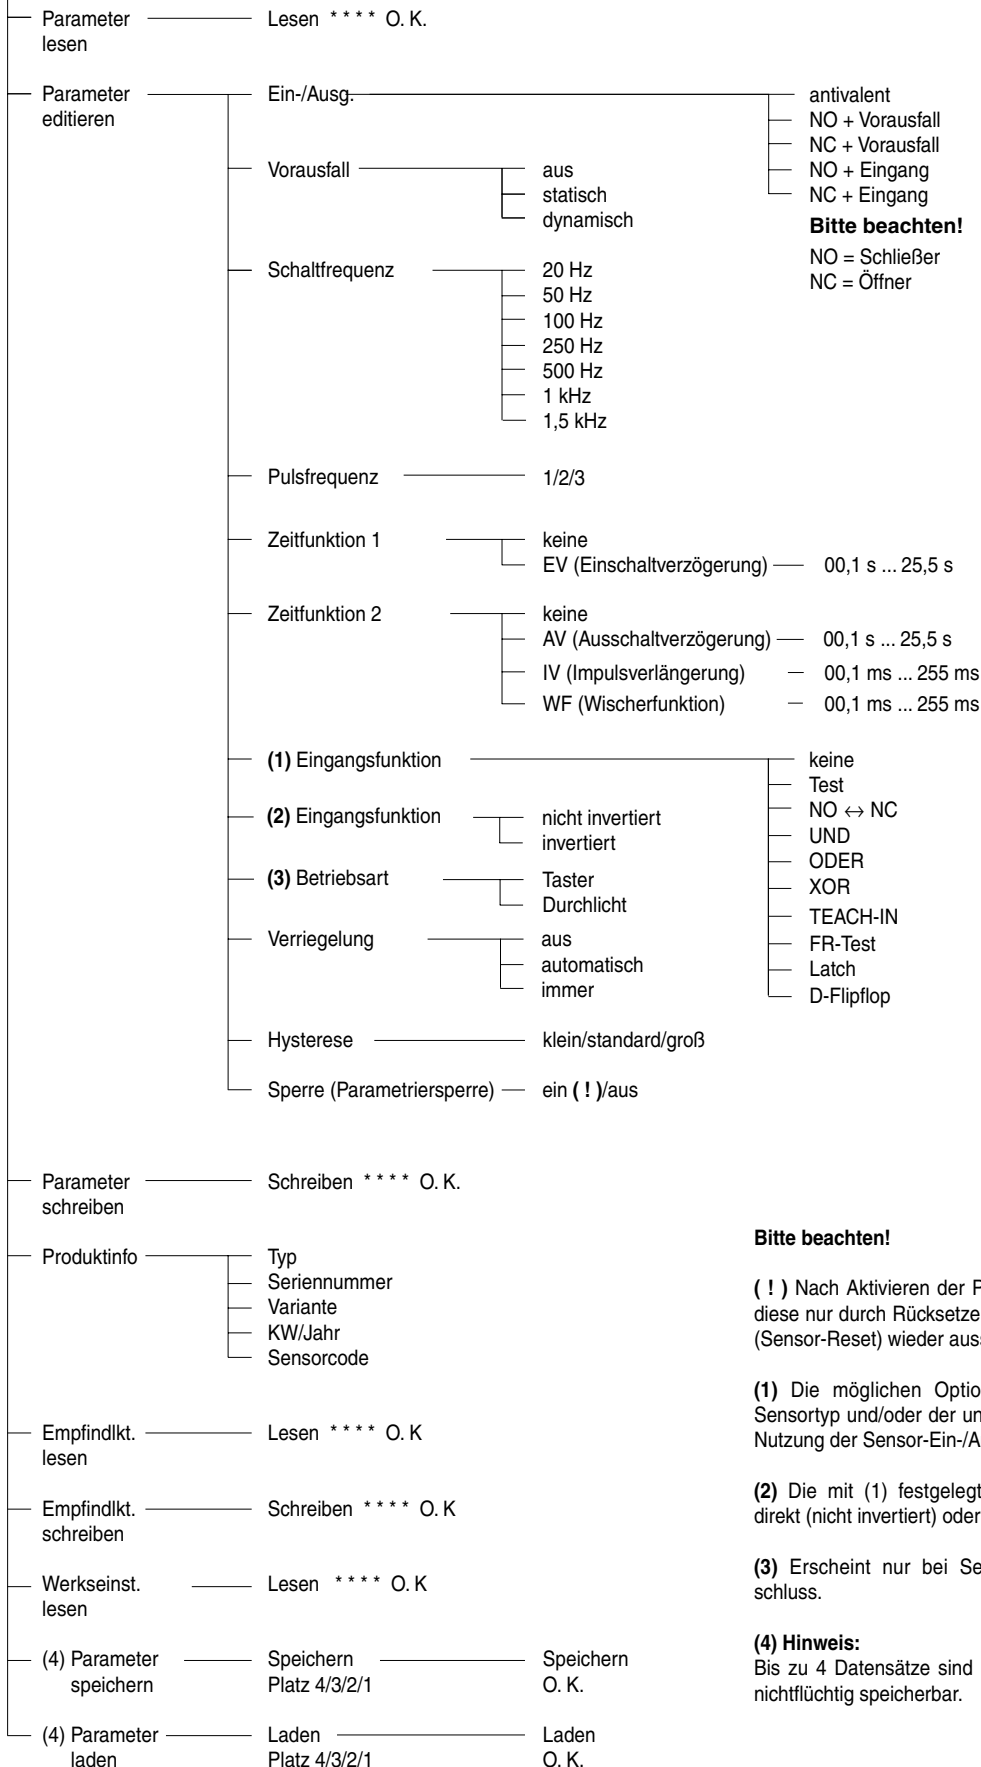 Parameter Lesen * * * * O. K.
lesen
Parameter Ein-/Ausg. antivalent
editieren NO + Vorausfall
NC + Vorausfall
Vorausfall aus NO + Eingang
statisch NC + Eingang
dynamisch Bitte beachten!
NO = Schließer
Schaltfrequenz 20 Hz NC = Öffner
50 Hz
100 Hz
250 Hz
500 Hz
1 kHz
1,5 kHz
Pulsfrequenz 1/2/3
Zeitfunktion 1 keine
EV (Einschaltverzögerung) 00,1 s ... 25,5 s
Zeitfunktion 2 keine
AV (Ausschaltverzögerung) 00,1 s ... 25,5 s
IV (Impulsverlängerung) 00,1 ms ... 255 ms
WF (Wischerfunktion) 00,1 ms ... 255 ms
(1) Eingangsfunktion keine
Test
NO ↔ NC
(2) Eingangsfunktion nicht invertiert UND
invertiert ODER
(3) Betriebsart Taster XOR
Durchlicht TEACH-IN
Verriegelung aus FR-Test
automatisch Latch
immer D-Flipflop
Hysterese klein/standard/groß
Sperre (Parametriersperre) ein ( ! )/aus
Parameter Schreiben * * * * O. K.
schreiben
Produktinfo Typ
Seriennummer
Variante
KW/Jahr
Sensorcode
Empfindlkt. Lesen * * * * O. K
lesen
Empfindlkt. Schreiben * * * * O. K
schreiben
Werkseinst. Lesen * * * * O. K
lesen
(4) Parameter Speichern Speichern
speichern Platz 4/3/2/1 O. K.
(4) Parameter Laden Laden
laden Platz 4/3/2/1 O. K.
Bitte beachten!
( ! ) Nach Aktivieren der
diese nur durch
(Sensor-Reset) wieder
(1) Die möglichen
Sensortyp und/oder der
Nutzung der
(2) Die mit (1)
direkt (nicht invertiert) oder
(3) Erscheint nur bei
schluss.
(4) Hinweis:
Bis zu 4 Datensätze sind
nichtflüchtig speicherbar.